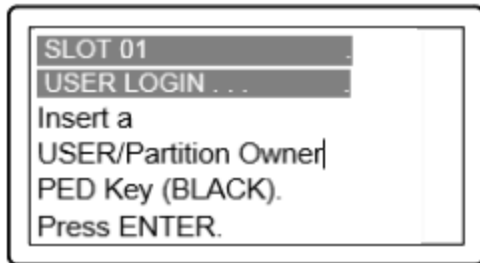 SLOT 01 .
USER LOGIN . . . .
Insert a
USER/Partition Owner
PED Key (BLACK).
Press ENTER.